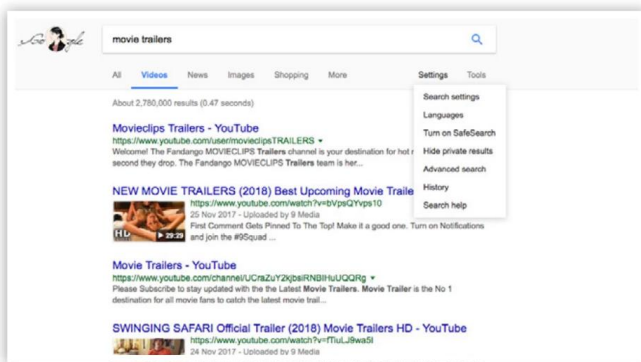 movie trailers
All Videos News Images Shopping More Settings Tools
About 2,780,000 results (0.47 seconds)
Search settings
Languages
Turn on SafeSearch
Hide private results
Advanced search
History
Search help
Movieclips Trailers - YouTube
https://www.youtube.com/user/movieclipsTRAILERS
Welcome! The Fandango MOVIECLIPS Trailers channel is your destination for hot
second they drop. The Fandango MOVIECLIPS Trailers team is her...
NEW MOVIE TRAILERS (2018) Best Upcoming Movie
https://www.youtube.com/watch?v=bVpsQYvps10
25 Nov 2017 - Uploaded by 9 Media
First Comment Gets Pinned To The Top! Make it a good one. Turn on Notifications
and join the #9Squad ...
HD 29:29
Movie Trailers - YouTube
https://www.youtube.com/channel/UCraZuY2kjbsiRNBIHuUQQRg
Please Subscribe to stay updated with the the Latest Movie Trailers. Movie Trailer is the No 1
destination for all movie fans to catch the latest movie trail...
SWINGING SAFARI Official Trailer (2018) Movie Trailers HD - YouTube
https://www.youtube.com/watch?v=fTiuLJ9wa5I
24 Nov 2017 - Uploaded by 9 Media